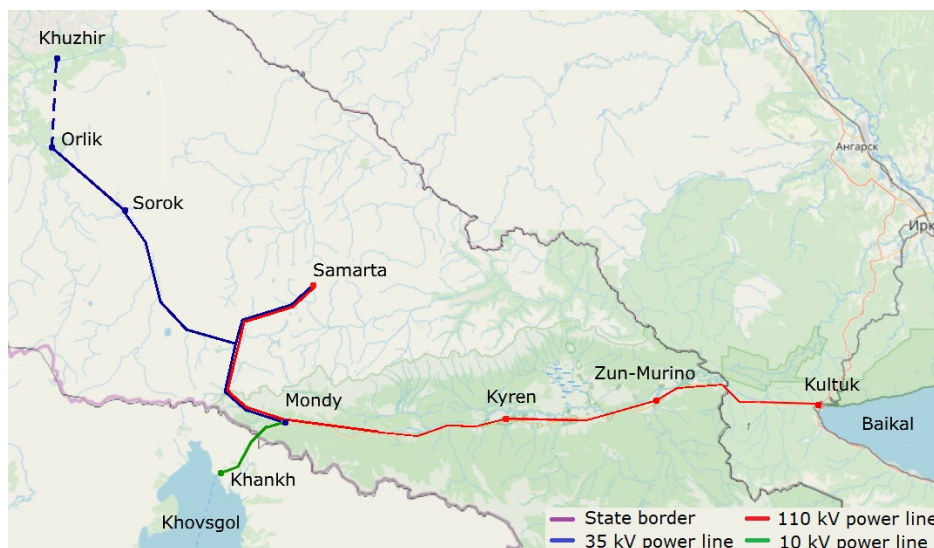 Khuzhir
Orlik
Ангарск
Sorok
Ирк
Samarta
Zun-Murino
Kultuk
Mondy
Kyren
Baikal
Khankh
Khovsgol
State border
110 kV power line
35 kV power line
10 kV power line